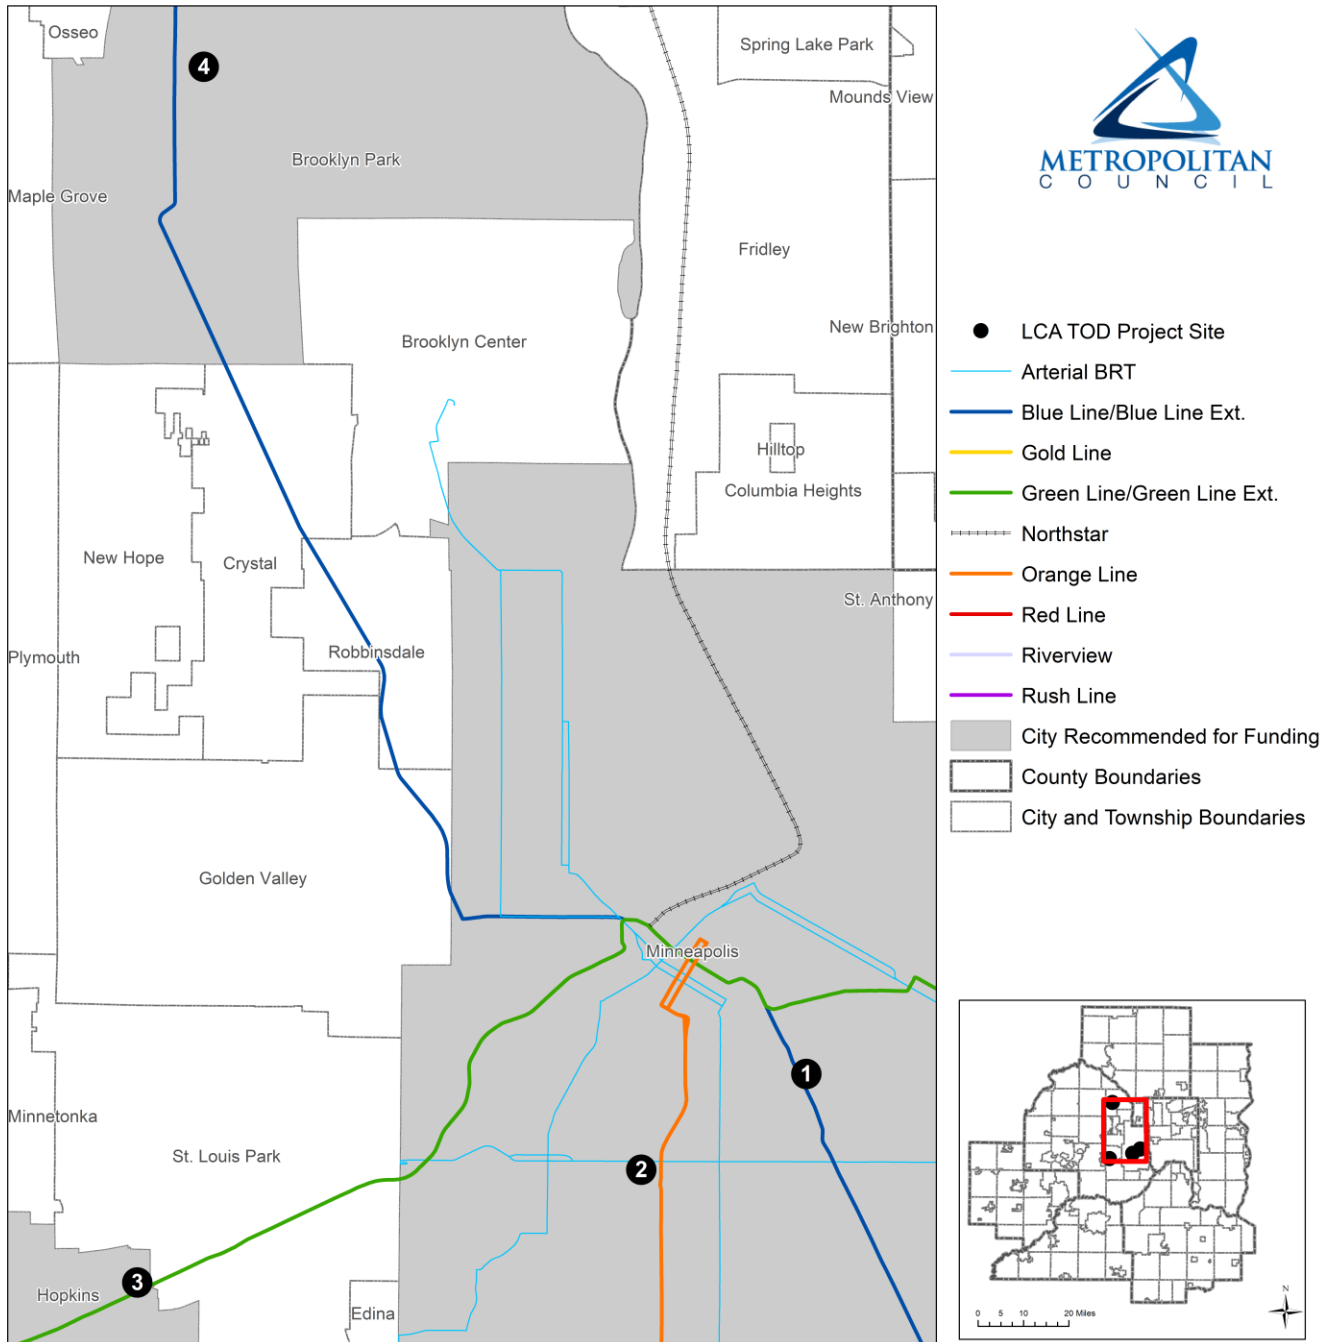 Osseo
4
Spring Lake Park
Mounds View
Brooklyn Park
Maple Grove
Fridley
New Brighton
Brooklyn Center
Hilltop
Columbia Heights
New Hope
Crystal
St. Anthony
Robbinsdale
Plymouth
Golden Valley
Minneapolis
1
Minnetonka
St. Louis Park
2
3
Hopkins
Edina
METROPOLITAN
COUNCIL
LCA TOD Project Site
Arterial BRT
Blue Line/Blue Line Ext.
Gold Line
Green Line/Green Line Ext.
Northstar
Orange Line
Red Line
Riverview
Rush Line
City Recommended for Funding
County Boundaries
City and Township Boundaries
N
0 5 10 20 Miles